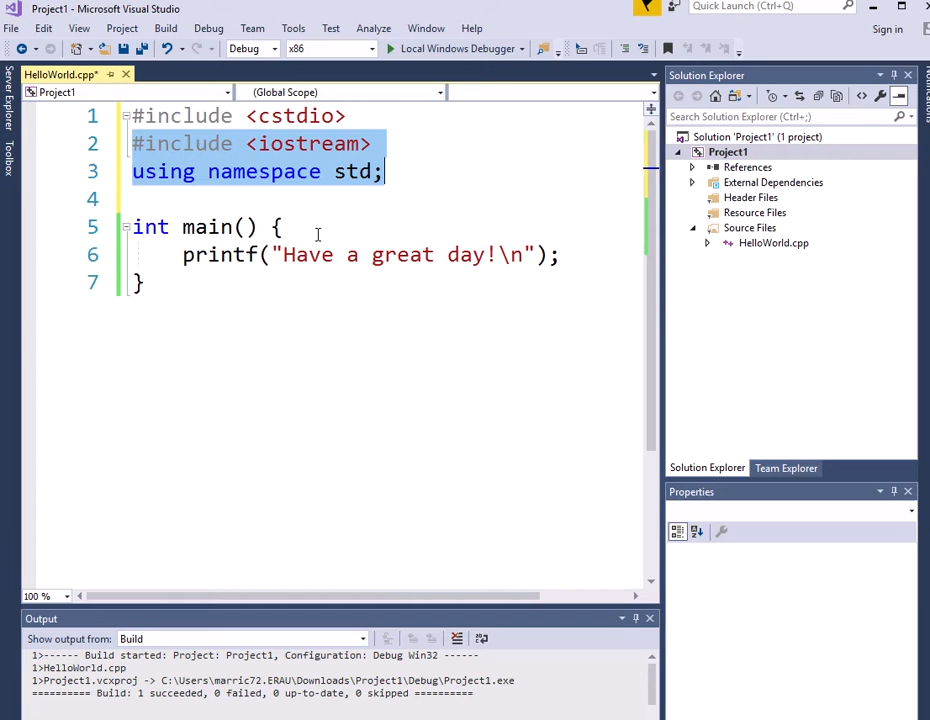 Project1 - Microsoft Visual Studio
Quick Launch (Ctrl+Q)
File Edit View Project Build Debug Team Tools Test Analyze Window Help
Sign in
Debug x86 Local Windows Debugger
Server Explorer
Toolbox
Notifications
HelloWorld.cpp*
Project1 (Global Scope)
1 #include <cstdio>
2 #include <iostream>
3 using namespace std;
4
5 int main() {
6 printf("Have a great day!\n");
7 }
100 %
Solution Explorer
Search Solution Explorer (Ctrl+;)
Solution 'Project1' (1 project)
Project1
References
External Dependencies
Header Files
Resource Files
Source Files
HelloWorld.cpp
Solution Explorer Team Explorer
Properties
Output
Show output from: Build
1>------ Build started: Project: Project1, Configuration: Debug Win32 ------
1>HelloWorld.cpp
1>Project1.vcxproj -> C:\Users\marric72.ERAU\Downloads\Project1\Debug\Project1.exe
========== Build: 1 succeeded, 0 failed, 0 up-to-date, 0 skipped ==========